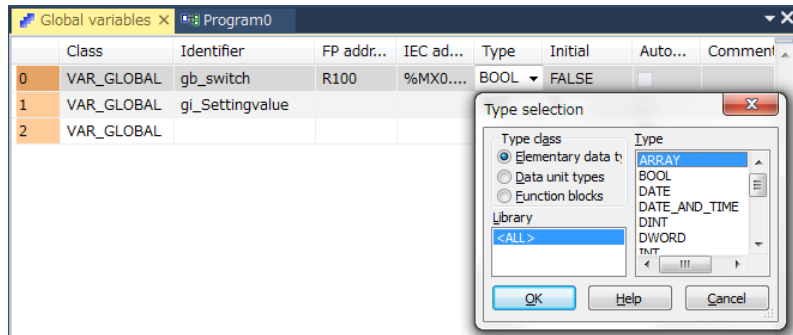 Global variables Program0
Class Identifier FP addr... IEC ad... Type Initial Auto... Comment
0 VAR_GLOBAL gb_switch R100 %MX0.... BOOL FALSE
1 VAR_GLOBAL gi_Settingvalue
2 VAR_GLOBAL
Type selection
Type class
Elementary data ty
Data unit types
Function blocks
Library
<ALL>
Type
ARRAY
BOOL
DATE
DATE_AND_TIME
DINT
DWORD
INT
OK Help Cancel